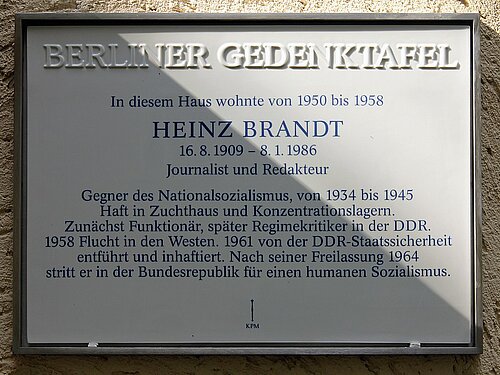 BERLINER GEDENKTAFEL
In diesem Haus wohnte von 1950 bis 1958
HEINZ BRANDT
16. 8. 1909 – 8. 1. 1986
Journalist und Redakteur
Gegner des Nationalsozialismus, von 1934 bis 1945
Haft in Zuchthaus und Konzentrationslagern.
Zunächst Funktionär, später Regimekritiker in der DDR.
1958 Flucht in den Westen. 1961 von der DDR-Staatssicherheit
entführt und inhaftiert. Nach seiner Freilassung 1964
stritt er in der Bundesrepublik für einen humanen Sozialismus.
KPM